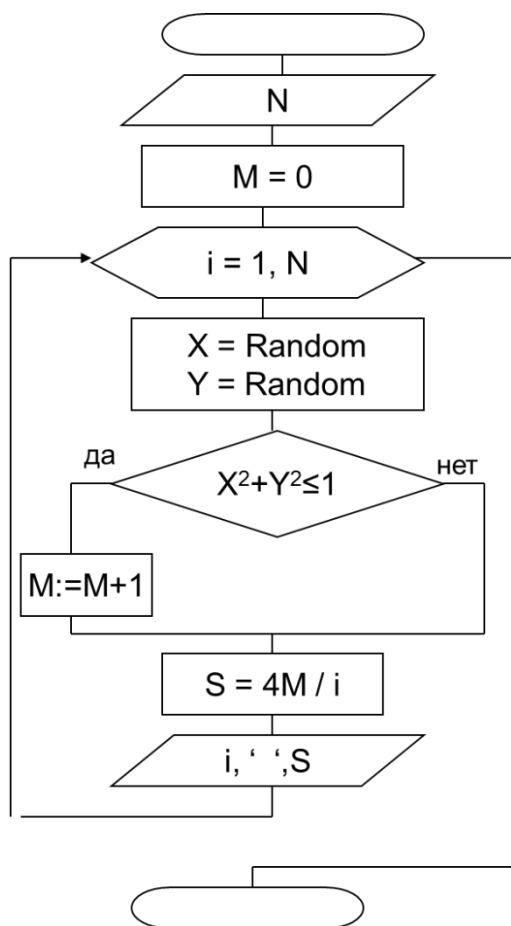 N
M = 0
i = 1, N
X = Random
Y = Random
да
нет
X²+Y²≤1
M:=M+1
S = 4M / i
i, ‘ ‘,S